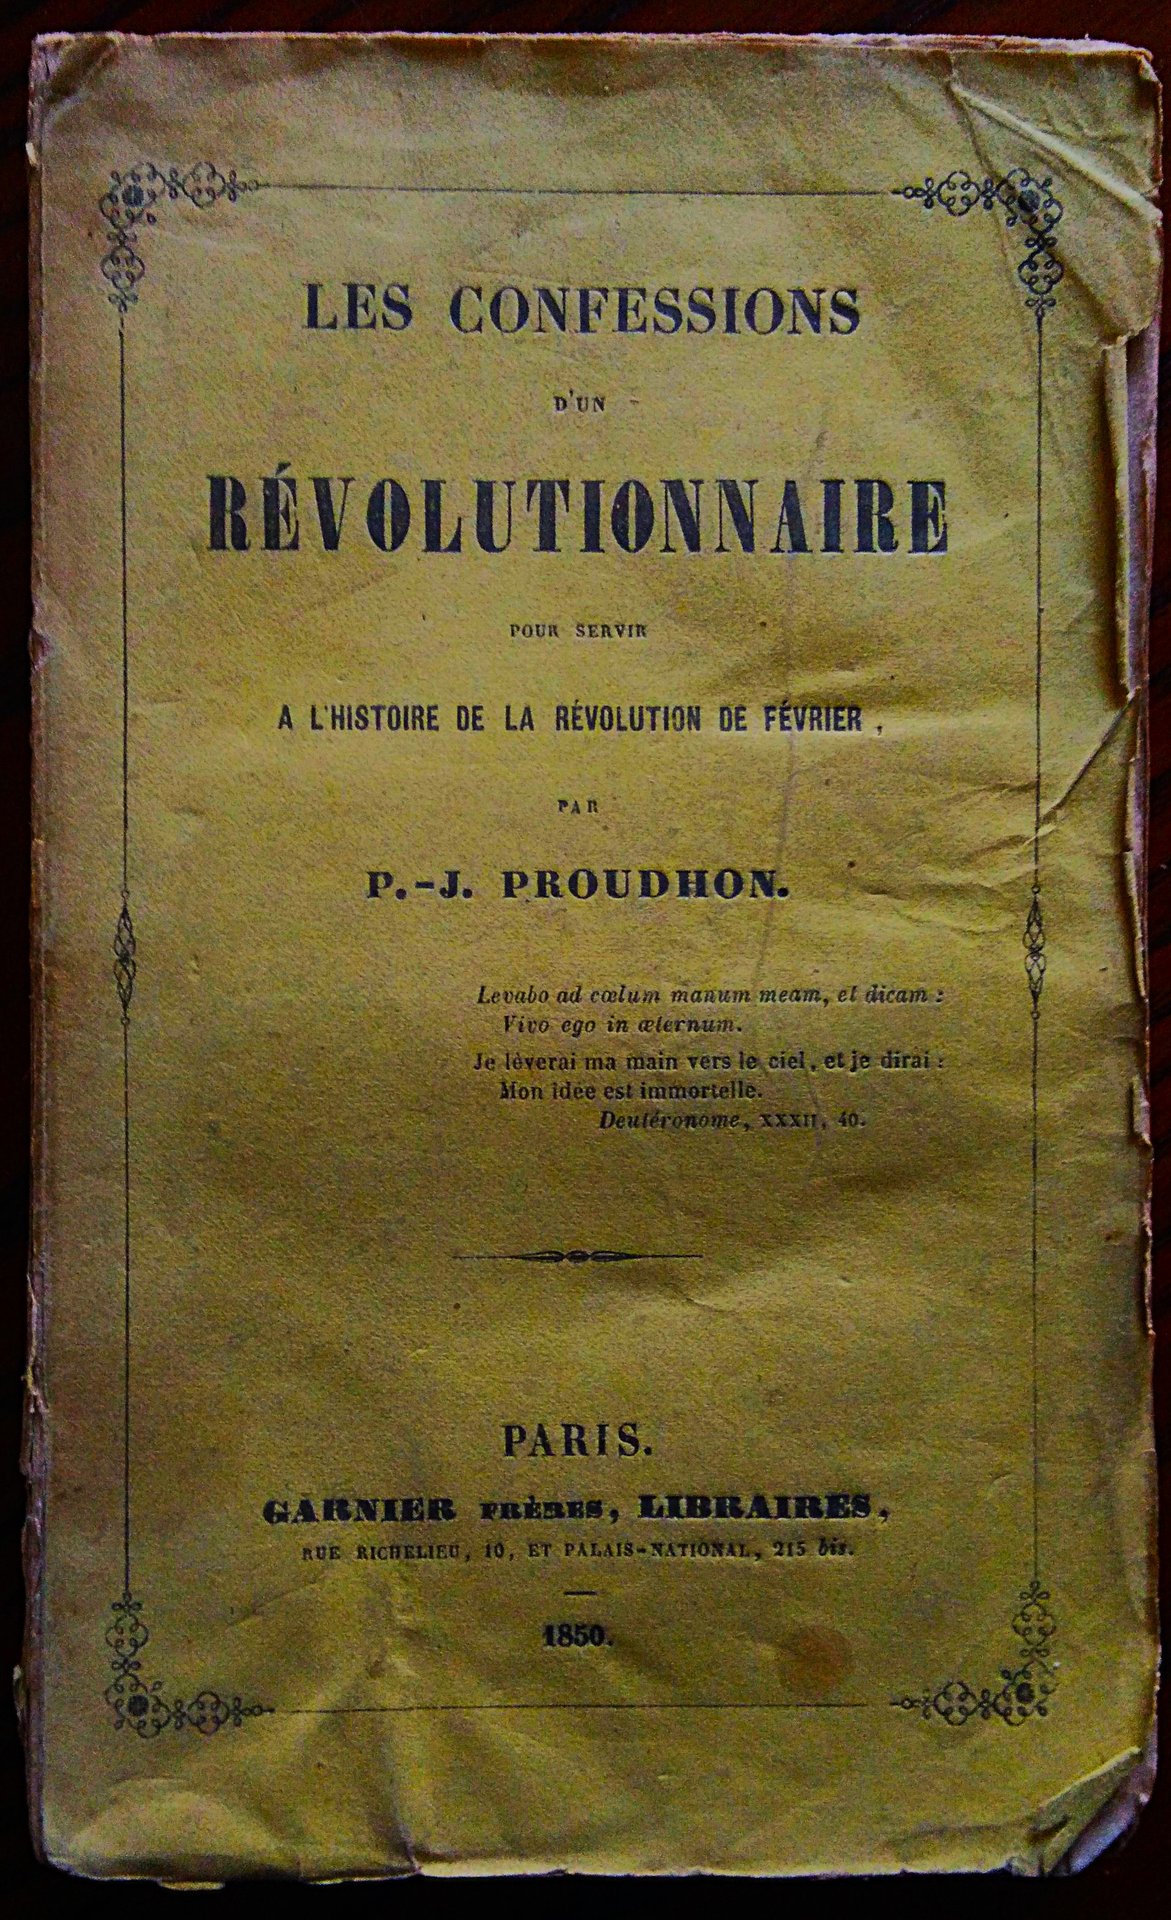 LES CONFESSIONS
D'UN
RÉVOLUTIONNAIRE
POUR SERVIR
A L'HISTOIRE DE LA RÉVOLUTION DE FÉVRIER,
PAR
P.-J. PROUDHON.
Levabo ad cœlum manum meam, et dicam :
Vivo ego in æternum.
Je lèverai ma main vers le ciel, et je dirai :
Mon idée est immortelle.
Deutéronome, XXXII, 40.
PARIS.
GARNIER FRÈRES, LIBRAIRES,
RUE RICHELIEU, 10, ET PALAIS-NATIONAL, 215 bis.
1850.